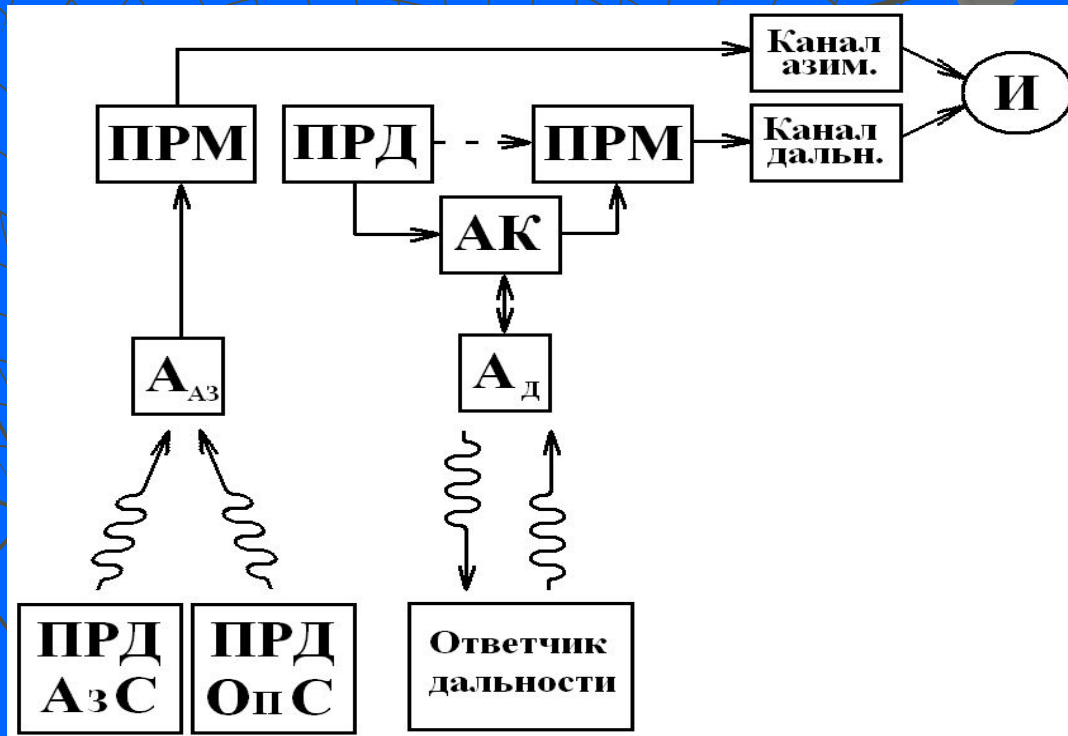 Канал
азим.
И
ПРМ
ПРД
ПРМ
Канал
дальн.
АК
А АЗ
А Д
ПРД
АзС
ПРД
ОпС
Ответчик
дальности